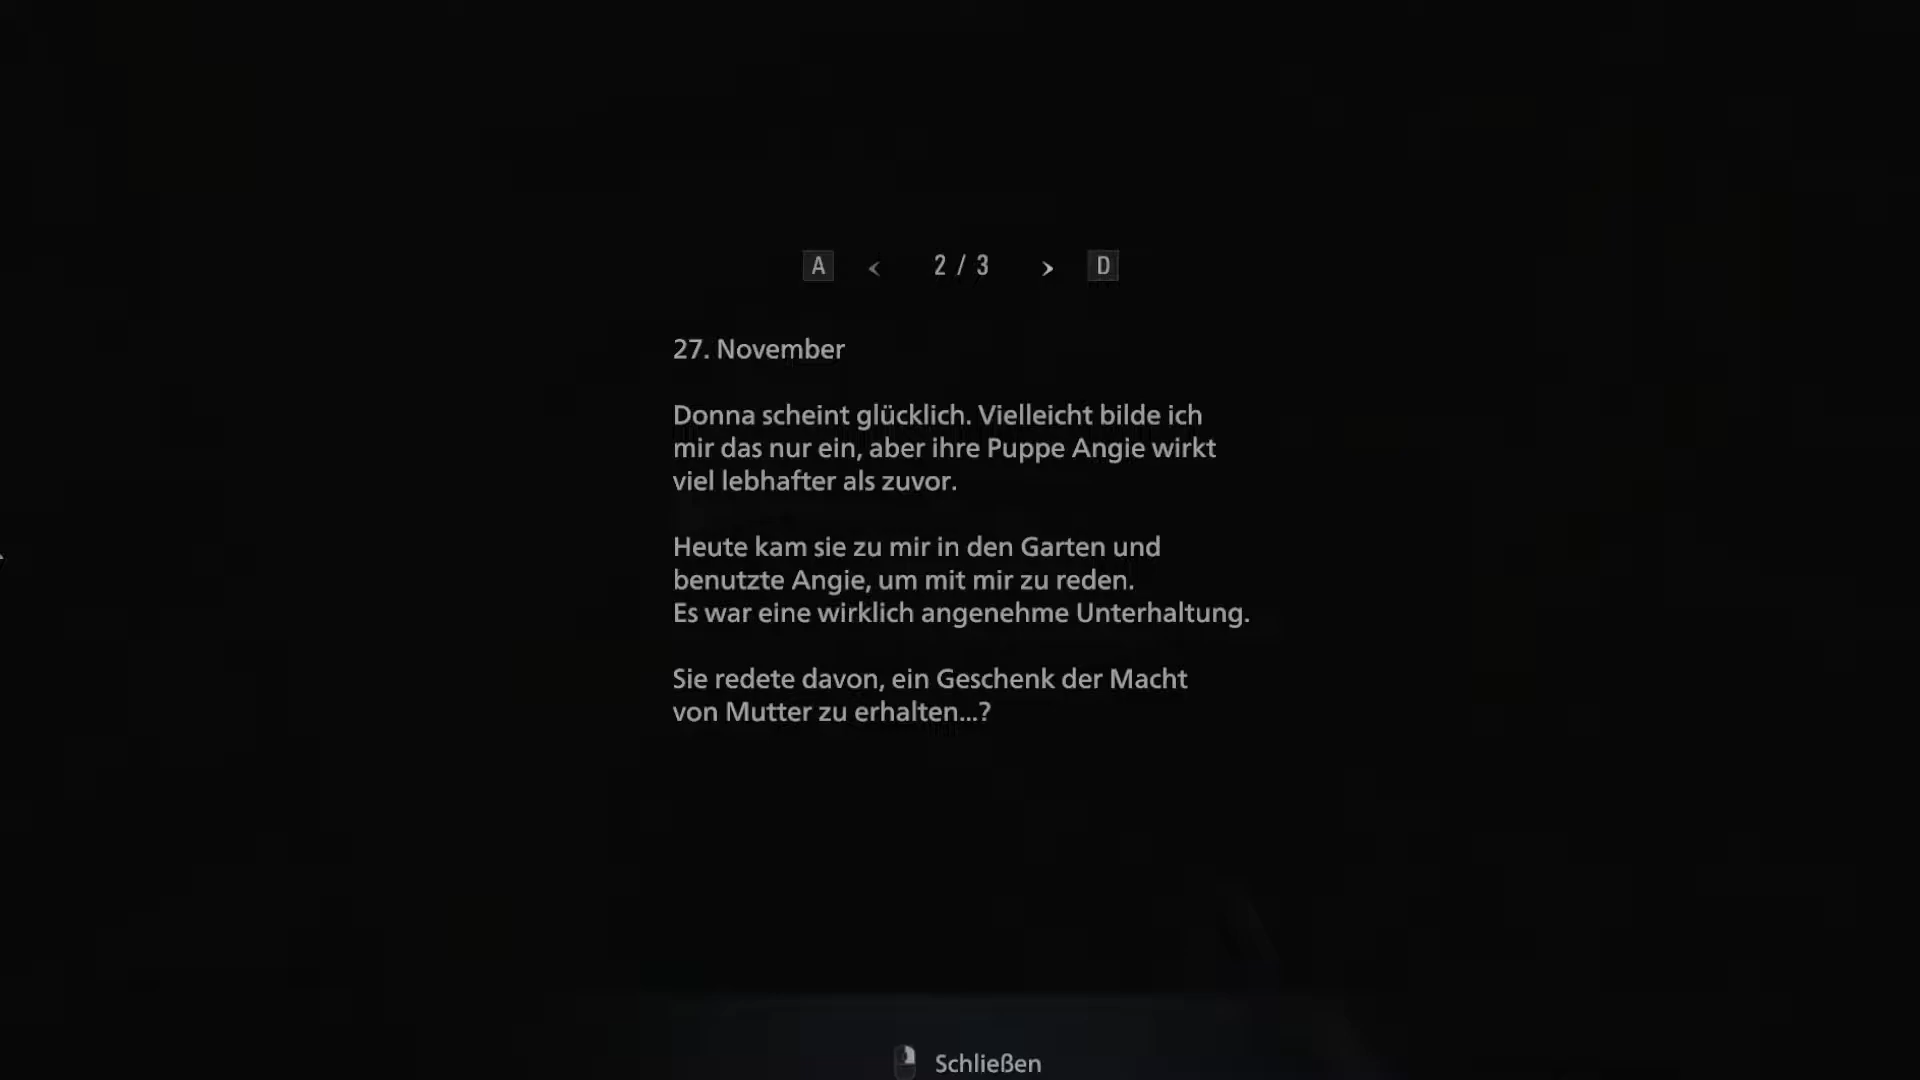 A < 2 / 3 > D
27. November
Donna scheint glücklich. Vielleicht bilde ich
mir das nur ein, aber ihre Puppe Angie wirkt
viel lebhafter als zuvor.
Heute kam sie zu mir in den Garten und
benutzte Angie, um mit mir zu reden.
Es war eine wirklich angenehme Unterhaltung.
Sie redete davon, ein Geschenk der Macht
von Mutter zu erhalten...?
Schließen